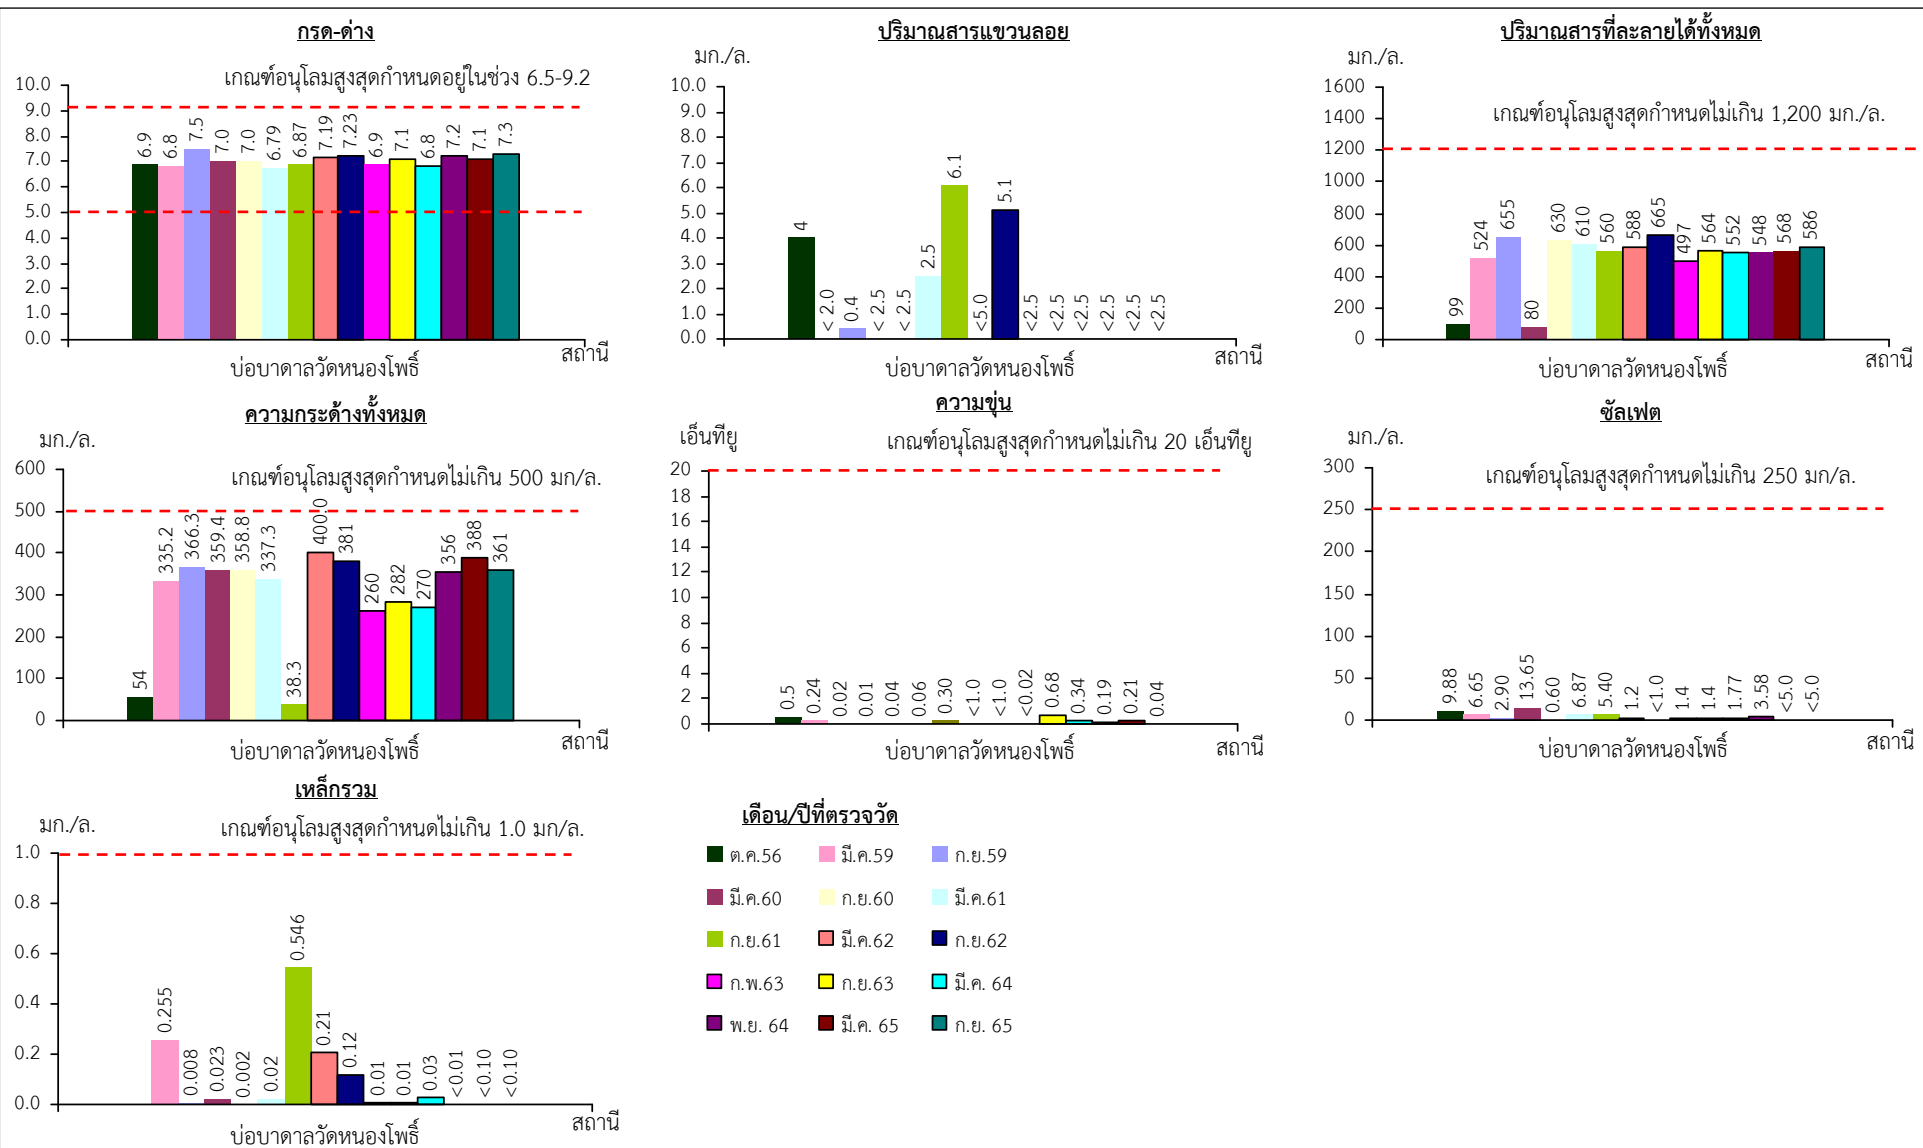 กรด-ด่าง
เกณฑ์อนุโลมสูงสุดกำหนดอยู่ในช่วง 6.5-9.2
10.0
9.0
8.0
7.0
6.0
5.0
4.0
3.0
2.0
1.0
0.0
6.9 6.8 7.5 7.0 7.0 6.79 6.87 7.19 7.23 6.9 7.1 6.8 7.2 7.1 7.3
บ่อบาดาลวัดหนองโพธิ์
สถานี
ปริมาณสารแขวนลอย
มก./ล.
10.0
9.0
8.0
7.0
6.0
5.0
4.0
3.0
2.0
1.0
0.0
4 < 2.0 0.4 < 2.5 < 2.5 2.5 6.1 <5.0 5.1 <2.5 <2.5 <2.5 <2.5 <2.5 <2.5
บ่อบาดาลวัดหนองโพธิ์
สถานี
ปริมาณสารที่ละลายได้ทั้งหมด
มก./ล.
เกณฑ์อนุโลมสูงสุดกำหนดไม่เกิน 1,200 มก./ล.
1600
1400
1200
1000
800
600
400
200
0
99 524 655 80 630 610 560 588 665 497 564 552 548 568 586
บ่อบาดาลวัดหนองโพธิ์
สถานี
ความกระด้างทั้งหมด
มก./ล.
เกณฑ์อนุโลมสูงสุดกำหนดไม่เกิน 500 มก/ล.
600
500
400
300
200
100
0
54 335.2 366.3 359.4 358.8 337.3 38.3 400.0 381 260 282 270 356 388 361
บ่อบาดาลวัดหนองโพธิ์
สถานี
ความขุ่น
เอ็นทียู
เกณฑ์อนุโลมสูงสุดกำหนดไม่เกิน 20 เอ็นทียู
20
18
16
14
12
10
8
6
4
2
0
0.5 0.24 0.02 0.01 0.04 0.06 0.30 <1.0 <1.0 <0.02 0.68 0.34 0.19 0.21 0.04
บ่อบาดาลวัดหนองโพธิ์
สถานี
ซัลเฟต
มก./ล.
เกณฑ์อนุโลมสูงสุดกำหนดไม่เกิน 250 มก/ล.
300
250
200
150
100
50
0
9.88 6.65 2.90 13.65 0.60 6.87 5.40 1.2 <1.0 1.4 1.4 1.77 3.58 <5.0 <5.0
บ่อบาดาลวัดหนองโพธิ์
สถานี
เหล็กรวม
มก./ล.
เกณฑ์อนุโลมสูงสุดกำหนดไม่เกิน 1.0 มก/ล.
1.0
0.8
0.6
0.4
0.2
0.0
0.255 0.008 0.023 0.002 0.02 0.546 0.21 0.12 0.01 0.01 0.03 <0.01 <0.10 <0.10
บ่อบาดาลวัดหนองโพธิ์
สถานี
เดือน/ปีที่ตรวจวัด
ต.ค.56 มี.ค.59 ก.ย.59
มี.ค.60 ก.ย.60 มี.ค.61
ก.ย.61 มี.ค.62 ก.ย.62
ก.พ.63 ก.ย.63 มี.ค. 64
พ.ย. 64 มี.ค. 65 ก.ย. 65